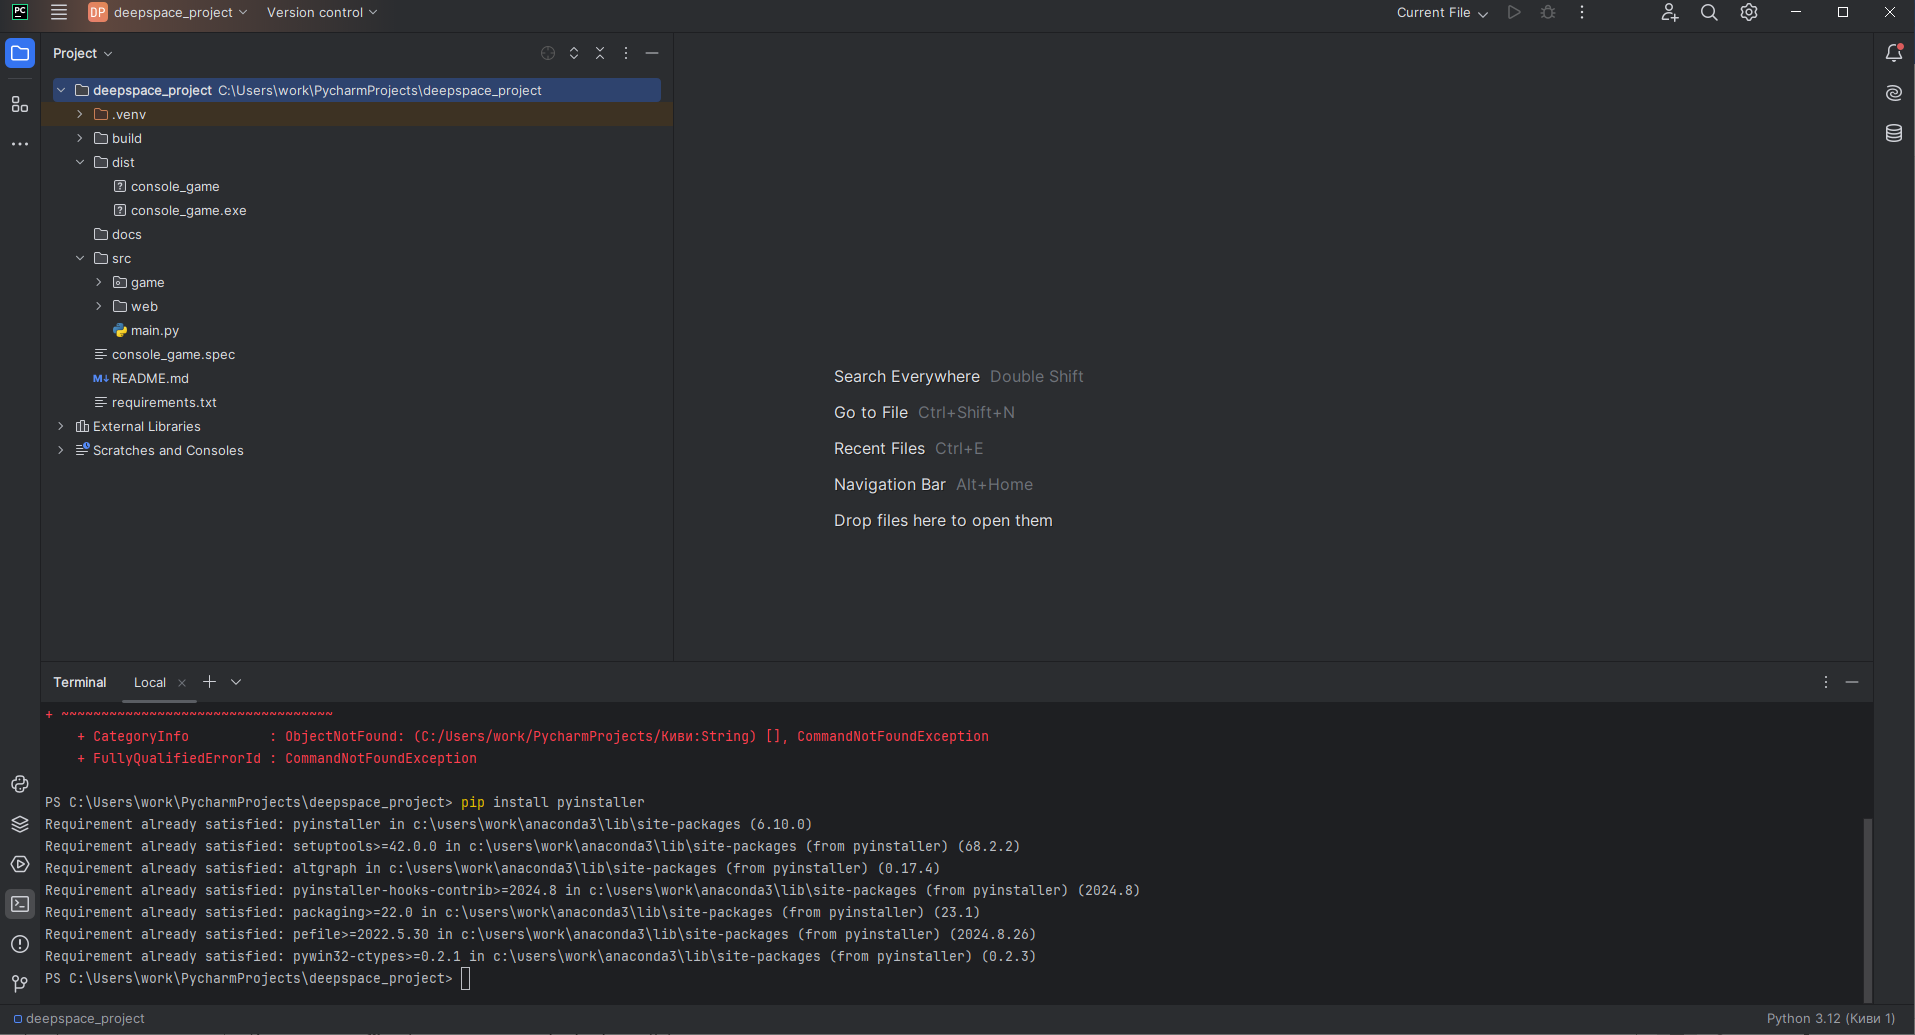 PC DP deepspace_project Version control Current File
Project
deepspace_project C:\Users\work\PycharmProjects\deepspace_project
.venv
build
dist
console_game
console_game.exe
docs
src
game
web
main.py
console_game.spec
M↓ README.md
requirements.txt
External Libraries
Scratches and Consoles
Search Everywhere Double Shift
Go to File Ctrl+Shift+N
Recent Files Ctrl+E
Navigation Bar Alt+Home
Drop files here to open them
Terminal Local
+ ~~~~~~~~~~~~~~~~~~~~~~~~~~~~~~~~~~
+ CategoryInfo : ObjectNotFound: (C:/Users/work/PycharmProjects/Киви:String) [], CommandNotFoundException
+ FullyQualifiedErrorId : CommandNotFoundException
PS C:\Users\work\PycharmProjects\deepspace_project> pip install pyinstaller
Requirement already satisfied: pyinstaller in c:\users\work\anaconda3\lib\site-packages (6.10.0)
Requirement already satisfied: setuptools>=42.0.0 in c:\users\work\anaconda3\lib\site-packages (from pyinstaller) (68.2.2)
Requirement already satisfied: altgraph in c:\users\work\anaconda3\lib\site-packages (from pyinstaller) (0.17.4)
Requirement already satisfied: pyinstaller-hooks-contrib>=2024.8 in c:\users\work\anaconda3\lib\site-packages (from pyinstaller) (2024.8)
Requirement already satisfied: packaging>=22.0 in c:\users\work\anaconda3\lib\site-packages (from pyinstaller) (23.1)
Requirement already satisfied: pefile>=2022.5.30 in c:\users\work\anaconda3\lib\site-packages (from pyinstaller) (2024.8.26)
Requirement already satisfied: pywin32-ctypes>=0.2.1 in c:\users\work\anaconda3\lib\site-packages (from pyinstaller) (0.2.3)
PS C:\Users\work\PycharmProjects\deepspace_project>
deepspace_project Python 3.12 (Киви 1)